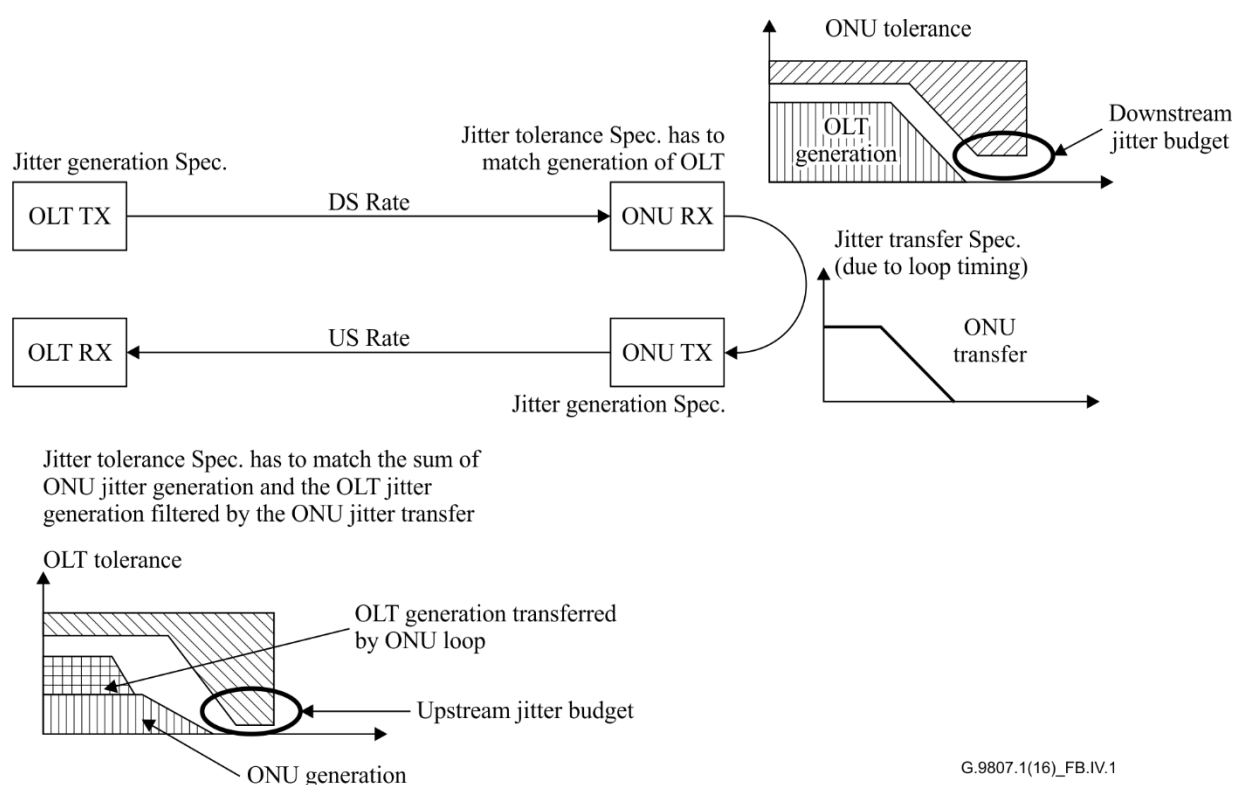 ONU tolerance
OLT
generation
Downstream
jitter budget
Jitter generation Spec.
Jitter tolerance Spec. has to
match generation of OLT
OLT TX
DS Rate
ONU RX
Jitter transfer Spec.
(due to loop timing)
ONU
transfer
OLT RX
US Rate
ONU TX
Jitter generation Spec.
Jitter tolerance Spec. has to match the sum of
ONU jitter generation and the OLT jitter
generation filtered by the ONU jitter transfer
OLT tolerance
OLT generation transferred
by ONU loop
Upstream jitter budget
ONU generation
G.9807.1(16)_FB.IV.1